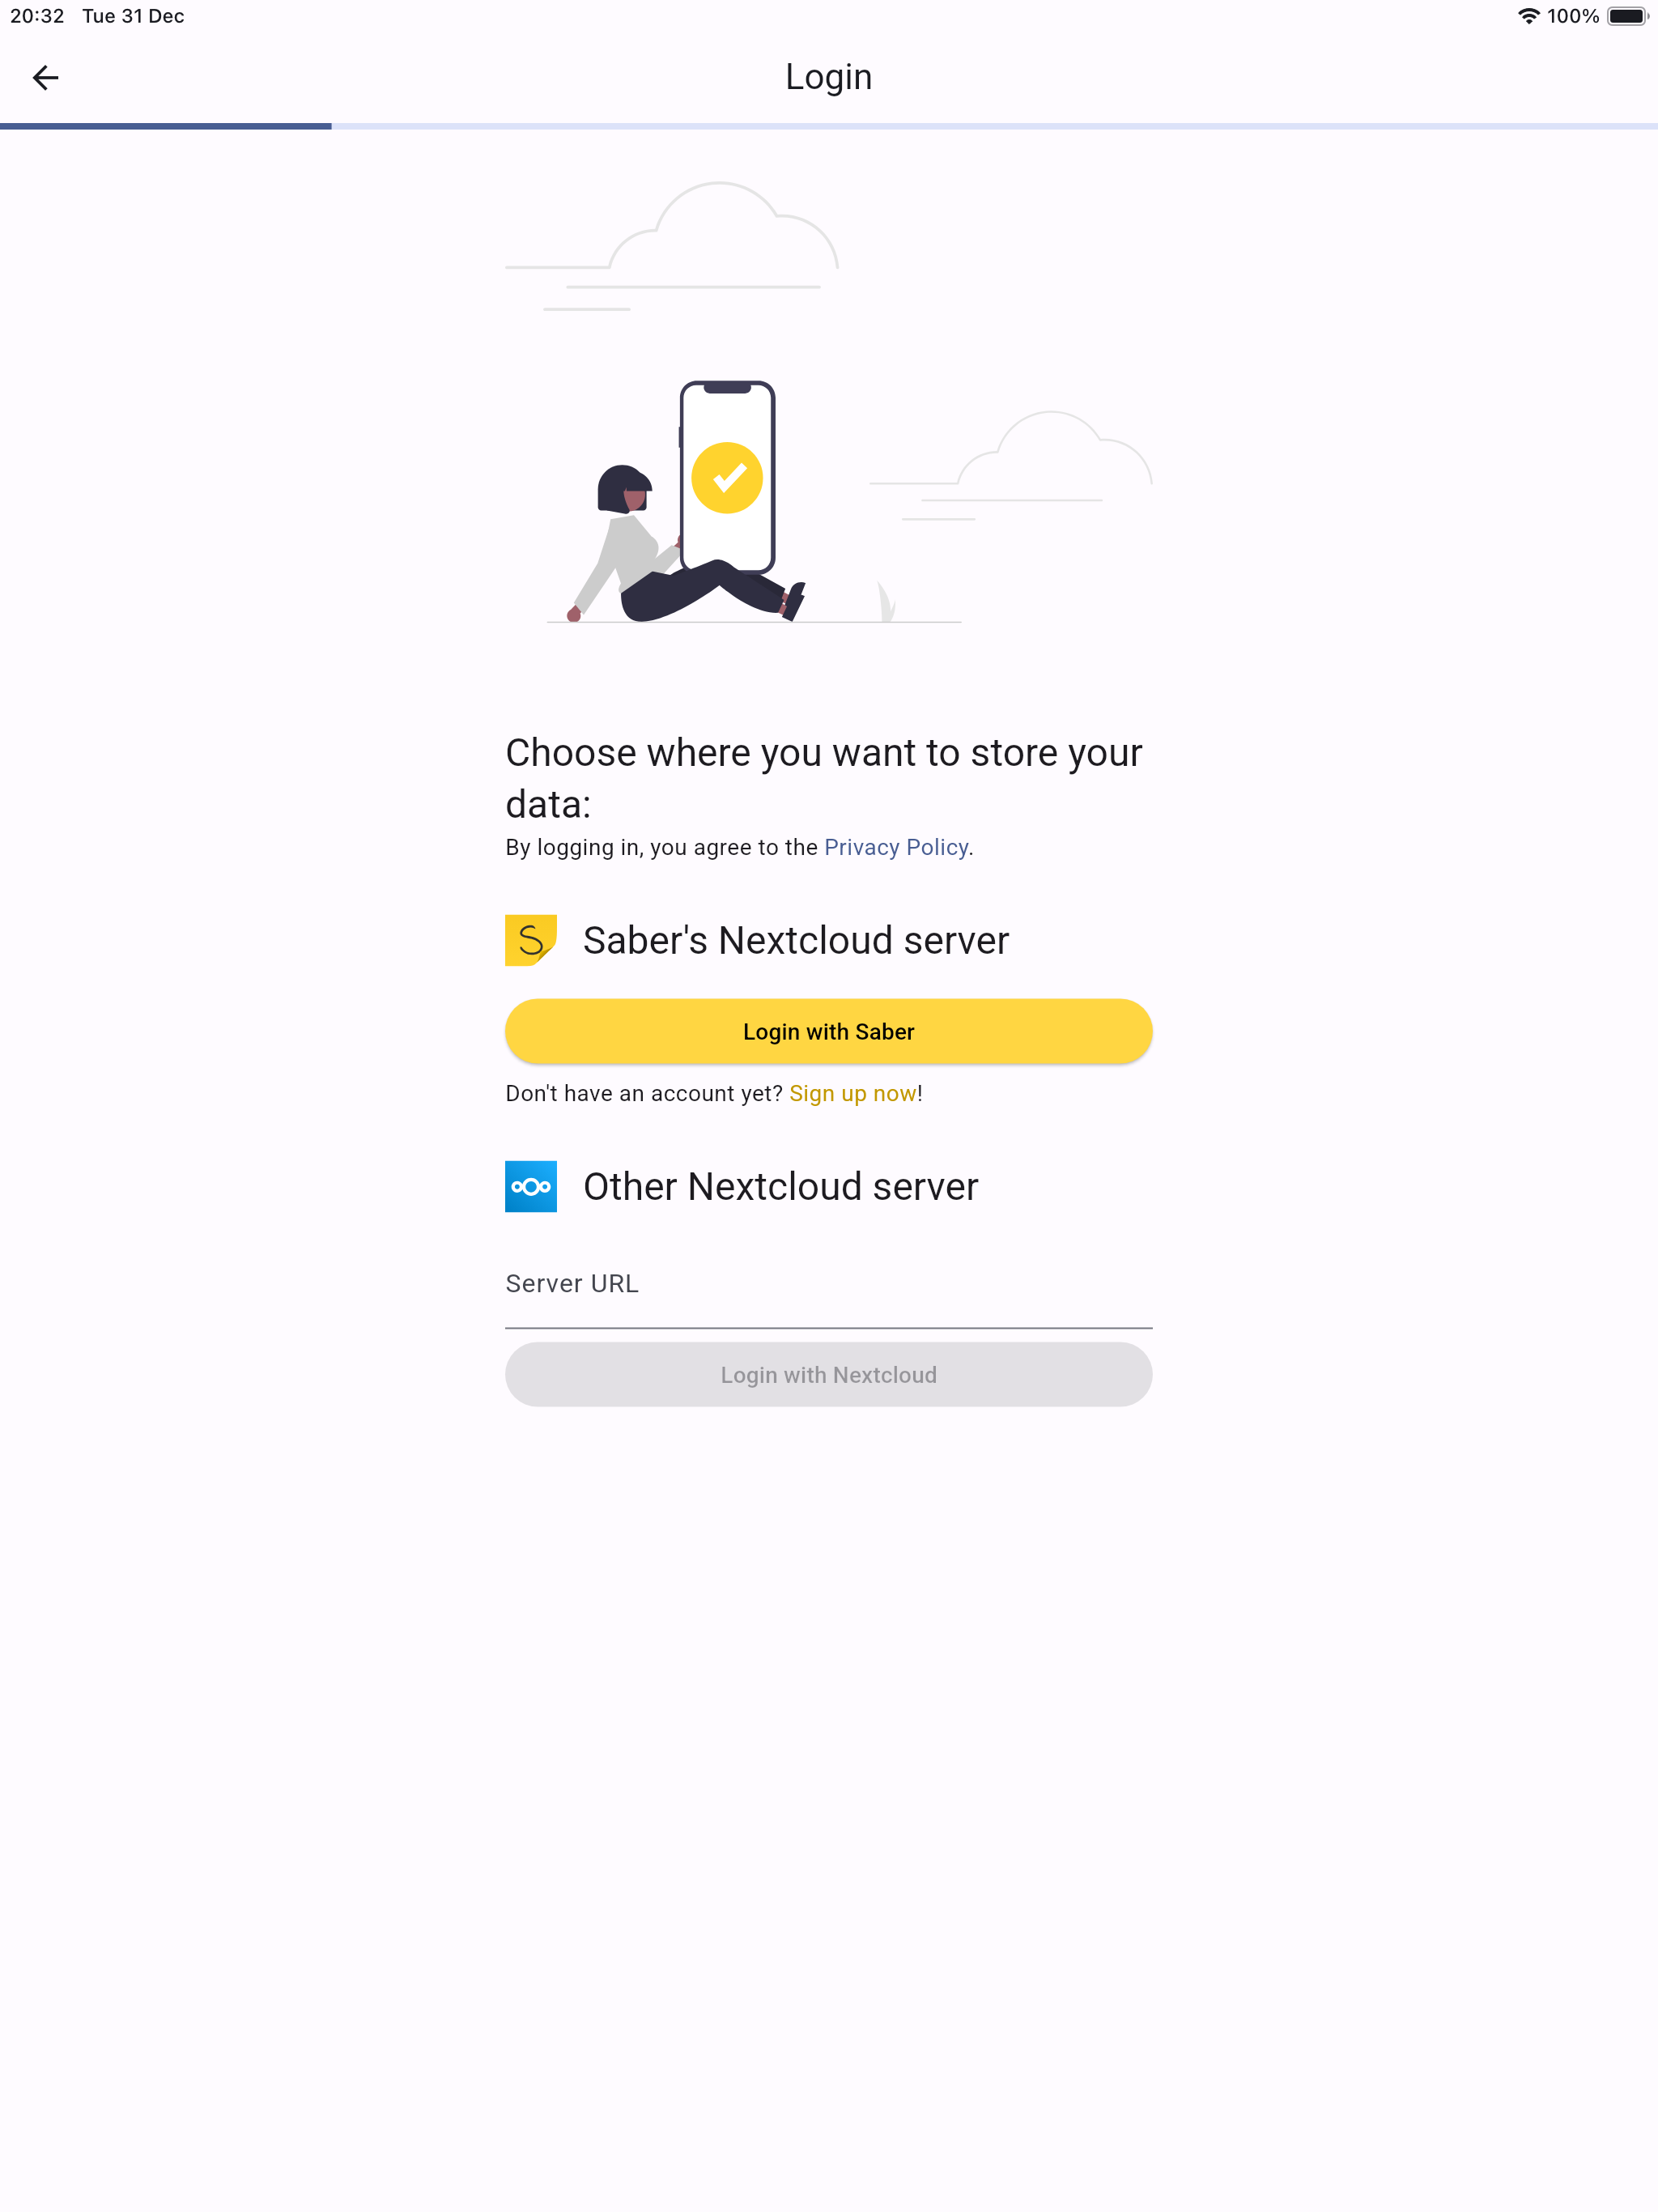 20:32 Tue 31 Dec 100%
Login
Choose where you want to store your
data:
By logging in, you agree to the Privacy Policy.
S
Saber's Nextcloud server
Login with Saber
Don't have an account yet? Sign up now!
Other Nextcloud server
Server URL
Login with Nextcloud